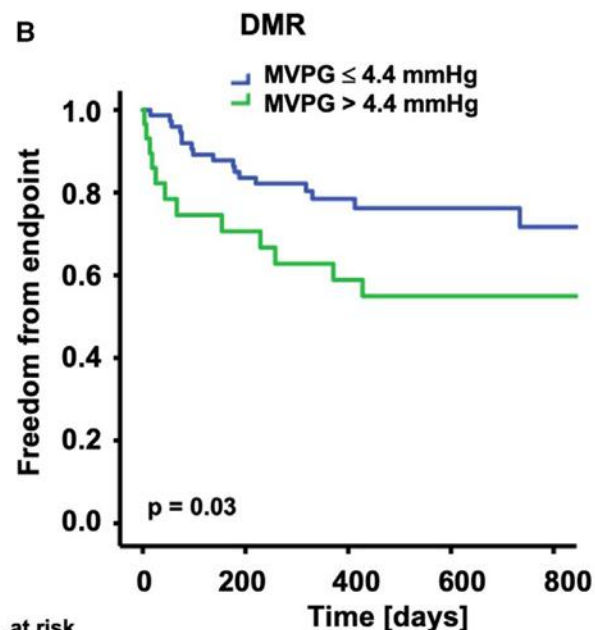 B
DMR
MVPG ≤ 4.4 mmHg
MVPG > 4.4 mmHg
Freedom from endpoint
1.0
0.8
0.6
0.4
0.2
0.0
p = 0.03
0 200 400 600 800
Time [days]
at risk